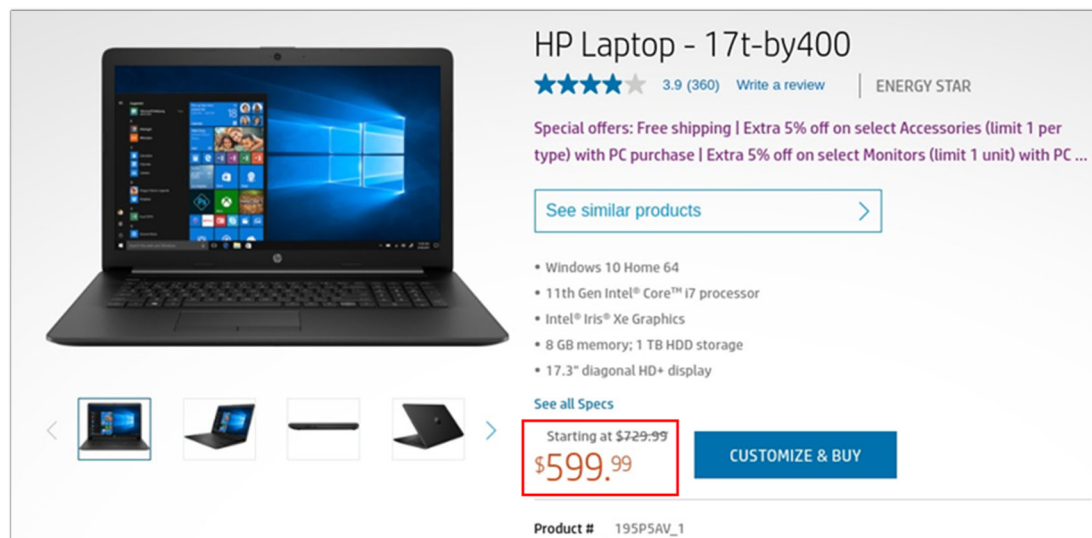 HP Laptop - 17t-by400
3.9 (360) Write a review ENERGY STAR
Special offers: Free shipping | Extra 5% off on select Accessories (limit 1 per
type) with PC purchase | Extra 5% off on select Monitors (limit 1 unit) with PC ...
See similar products
• Windows 10 Home 64
• 11th Gen Intel® Core™ i7 processor
• Intel® Iris® Xe Graphics
• 8 GB memory; 1 TB HDD storage
• 17.3" diagonal HD+ display
See all Specs
Starting at $729.99
$599.99
CUSTOMIZE & BUY
Product # 195P5AV_1